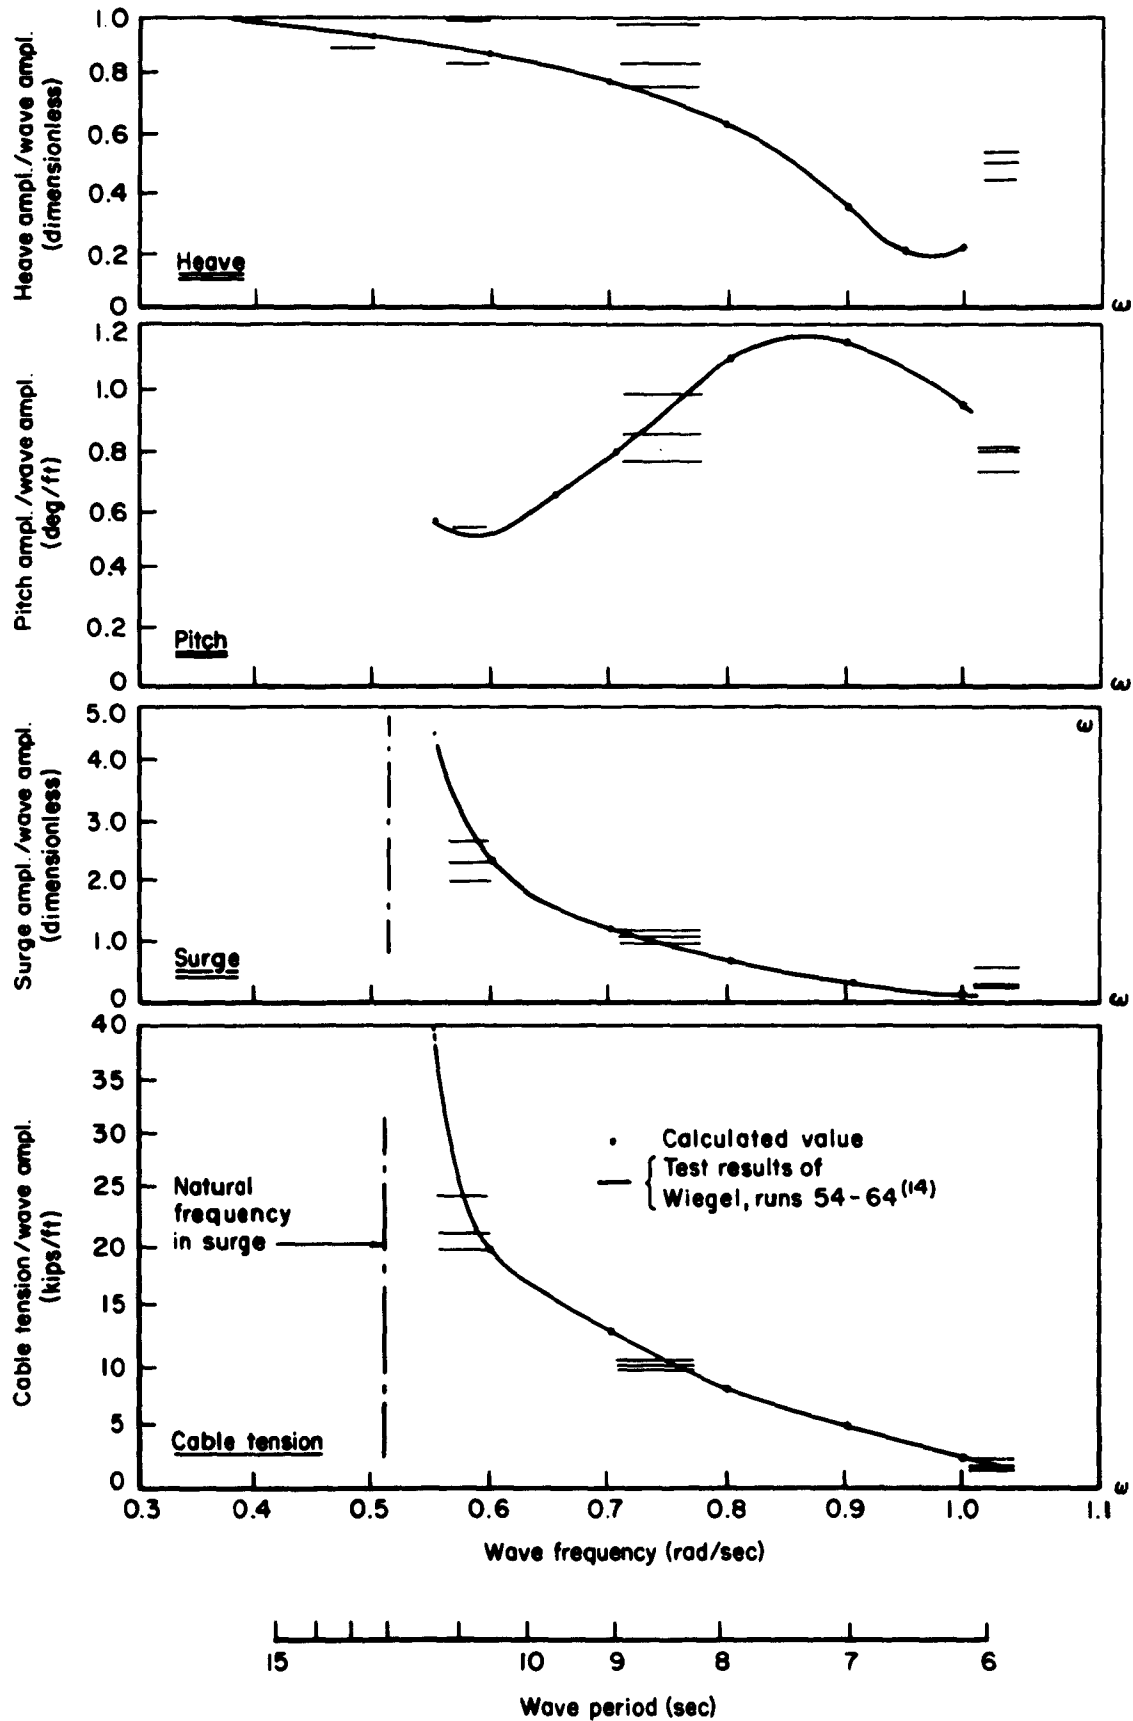 Heave ampl./wave ampl.
(dimensionless)
1.0
0.8
0.6
0.4
0.2
0
Heave
ω
Pitch ampl./wave ampl.
(deg/ft)
1.2
1.0
0.8
0.6
0.4
0.2
0
Pitch
ω
Surge ampl./wave ampl.
(dimensionless)
5.0
4.0
3.0
2.0
1.0
0
Surge
ω
ω
Cable tension/wave ampl.
(kips/ft)
40
35
30
25
20
15
10
5
0
Natural
frequency
in surge
Calculated value
Test results of
Wiegel, runs 54-64(14)
Cable tension
ω
0.3 0.4 0.5 0.6 0.7 0.8 0.9 1.0 1.1
Wave frequency (rad/sec)
15 10 9 8 7 6
Wave period (sec)